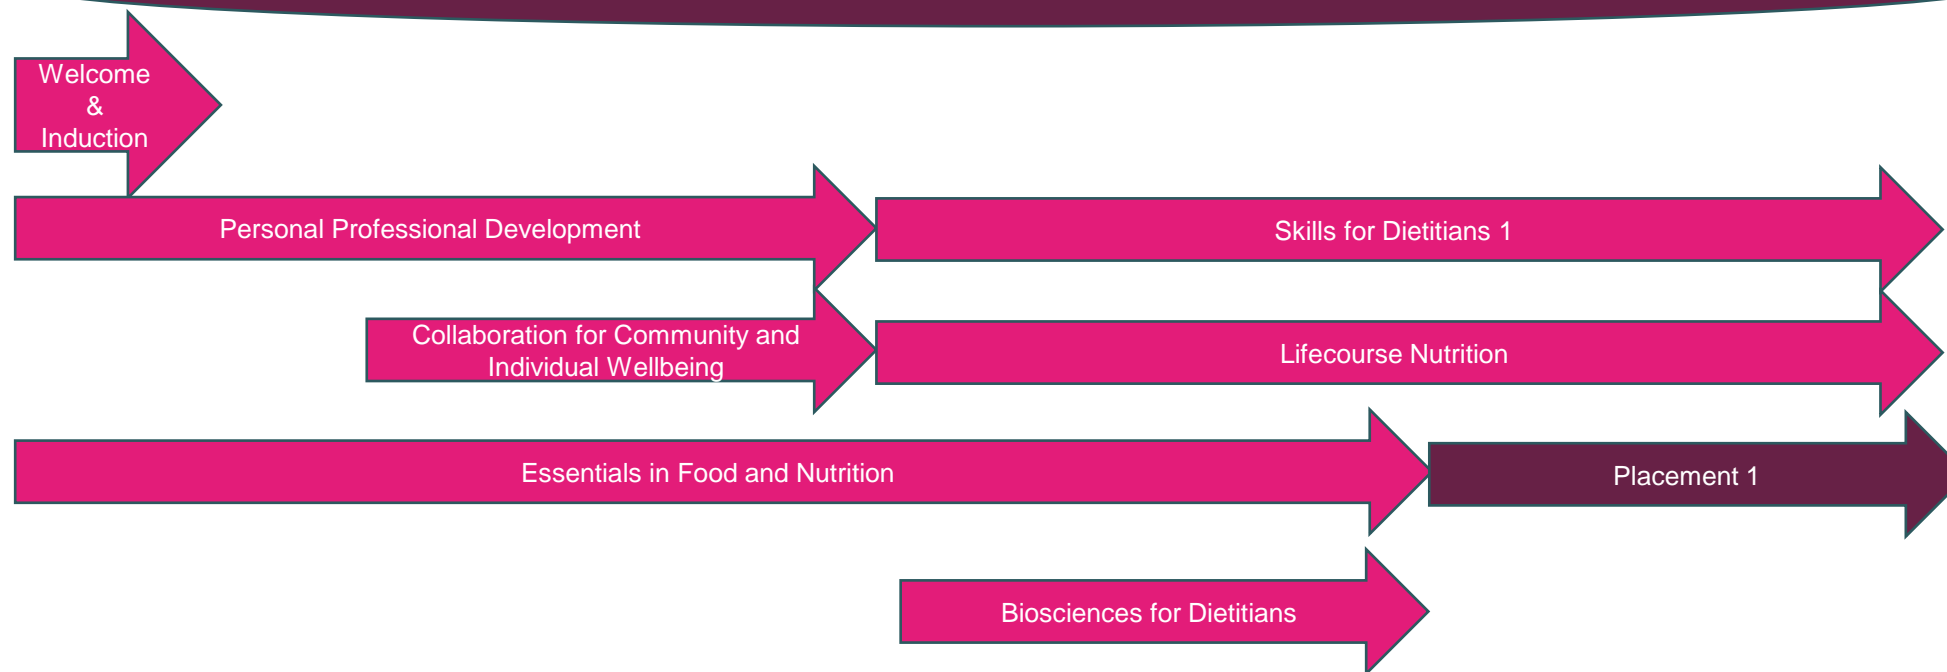 Welcome
&
Induction
Personal Professional Development
Skills for Dietitians 1
Collaboration for Community and
Individual Wellbeing
Lifecourse Nutrition
Essentials in Food and Nutrition
Placement 1
Biosciences for Dietitians